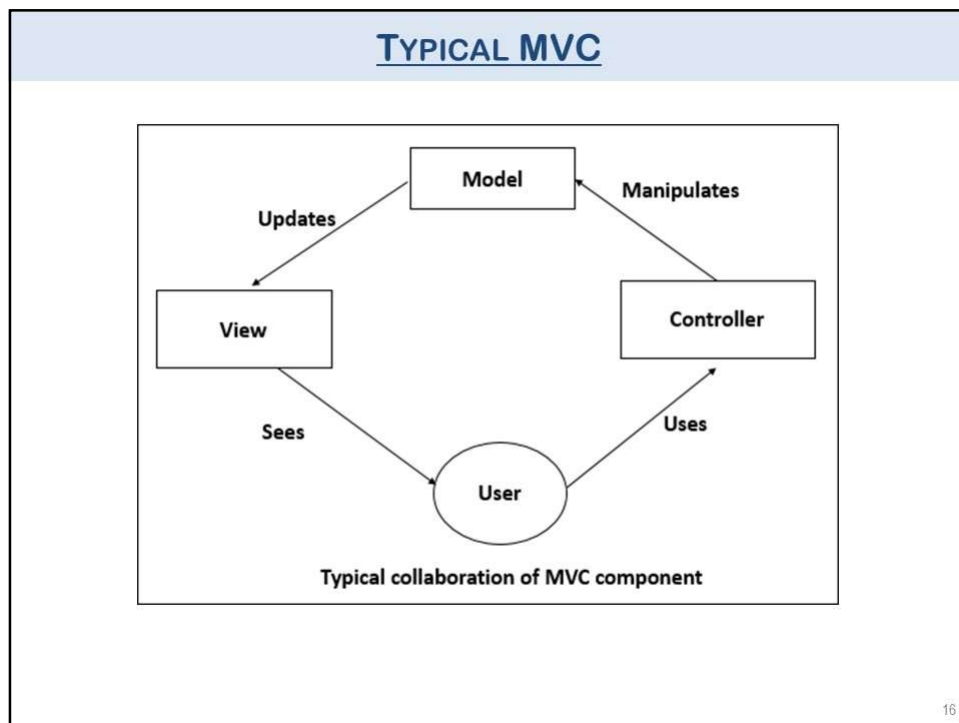 TYPICAL MVC
Model
Manipulates
Updates
View
Controller
Sees
Uses
User
Typical collaboration of MVC component
16